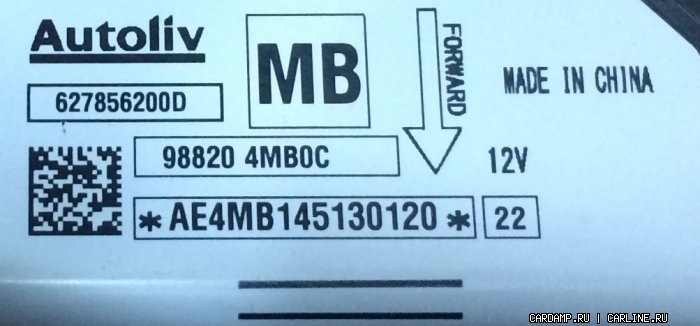 Autoliv
MB
FORWARD
MADE IN CHINA
627856200D
98820 4MB0C
12V
*AE4MB145130120*
22
CARDAMP.RU | CARLINE.RU